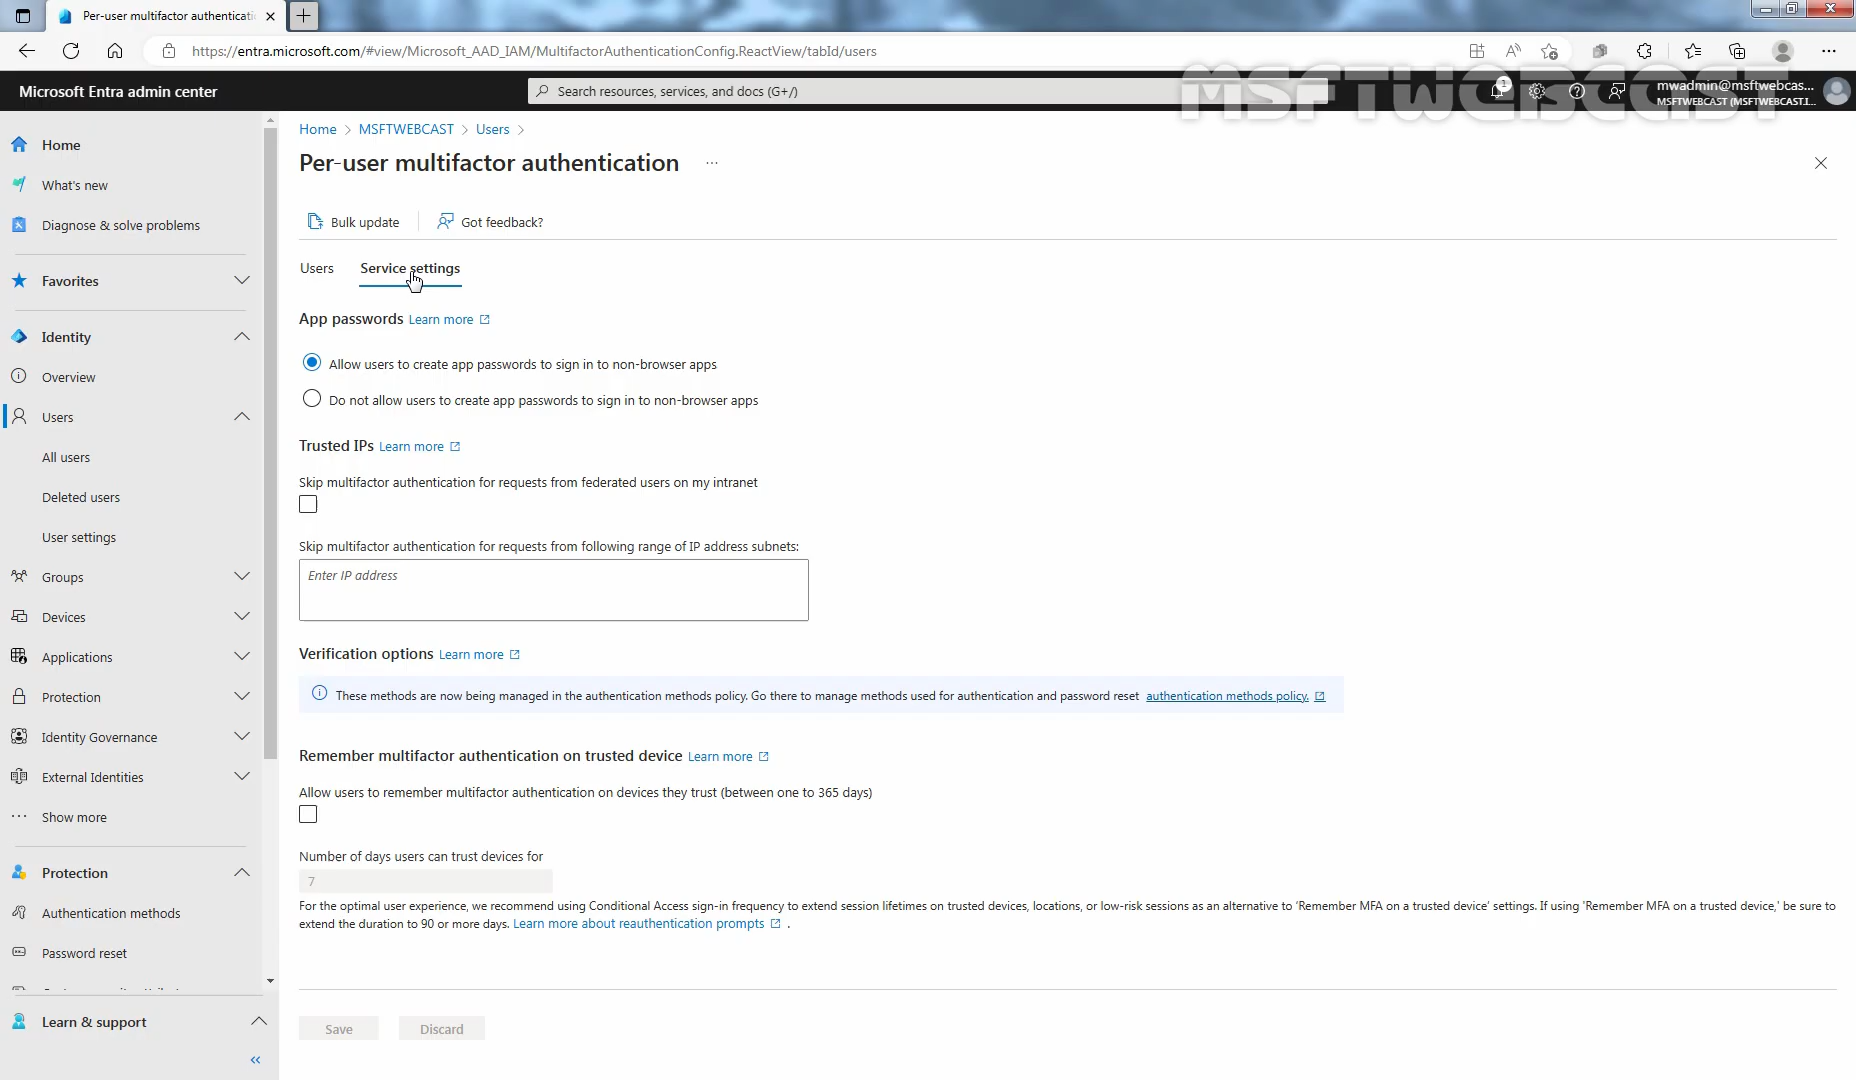 Per-user multifactor authenticati
https://entra.microsoft.com/#view/Microsoft_AAD_IAM/MultifactorAuthenticationConfig.ReactView/tabId/users
MSFTWEBCAST
Microsoft Entra admin center
Search resources, services, and docs (G+/)
1
mwadmin@msftwebcas...
MSFTWEBCAST (MSFTWEBCAST.I...
Home
What's new
Diagnose & solve problems
Favorites
Identity
Overview
Users
All users
Deleted users
User settings
Groups
Devices
Applications
Protection
Identity Governance
External Identities
Show more
Protection
Authentication methods
Password reset
Learn & support
Home > MSFTWEBCAST > Users >
Per-user multifactor authentication ...
Bulk update
Got feedback?
Users
Service settings
App passwords Learn more
Allow users to create app passwords to sign in to non-browser apps
Do not allow users to create app passwords to sign in to non-browser apps
Trusted IPs Learn more
Skip multifactor authentication for requests from federated users on my intranet
Skip multifactor authentication for requests from following range of IP address subnets:
Enter IP address
Verification options Learn more
These methods are now being managed in the authentication methods policy. Go there to manage methods used for authentication and password reset authentication methods policy.
Remember multifactor authentication on trusted device Learn more
Allow users to remember multifactor authentication on devices they trust (between one to 365 days)
Number of days users can trust devices for
7
For the optimal user experience, we recommend using Conditional Access sign-in frequency to extend session lifetimes on trusted devices, locations, or low-risk sessions as an alternative to 'Remember MFA on a trusted device' settings. If using 'Remember MFA on a trusted device,' be sure to
extend the duration to 90 or more days. Learn more about reauthentication prompts .
Save
Discard